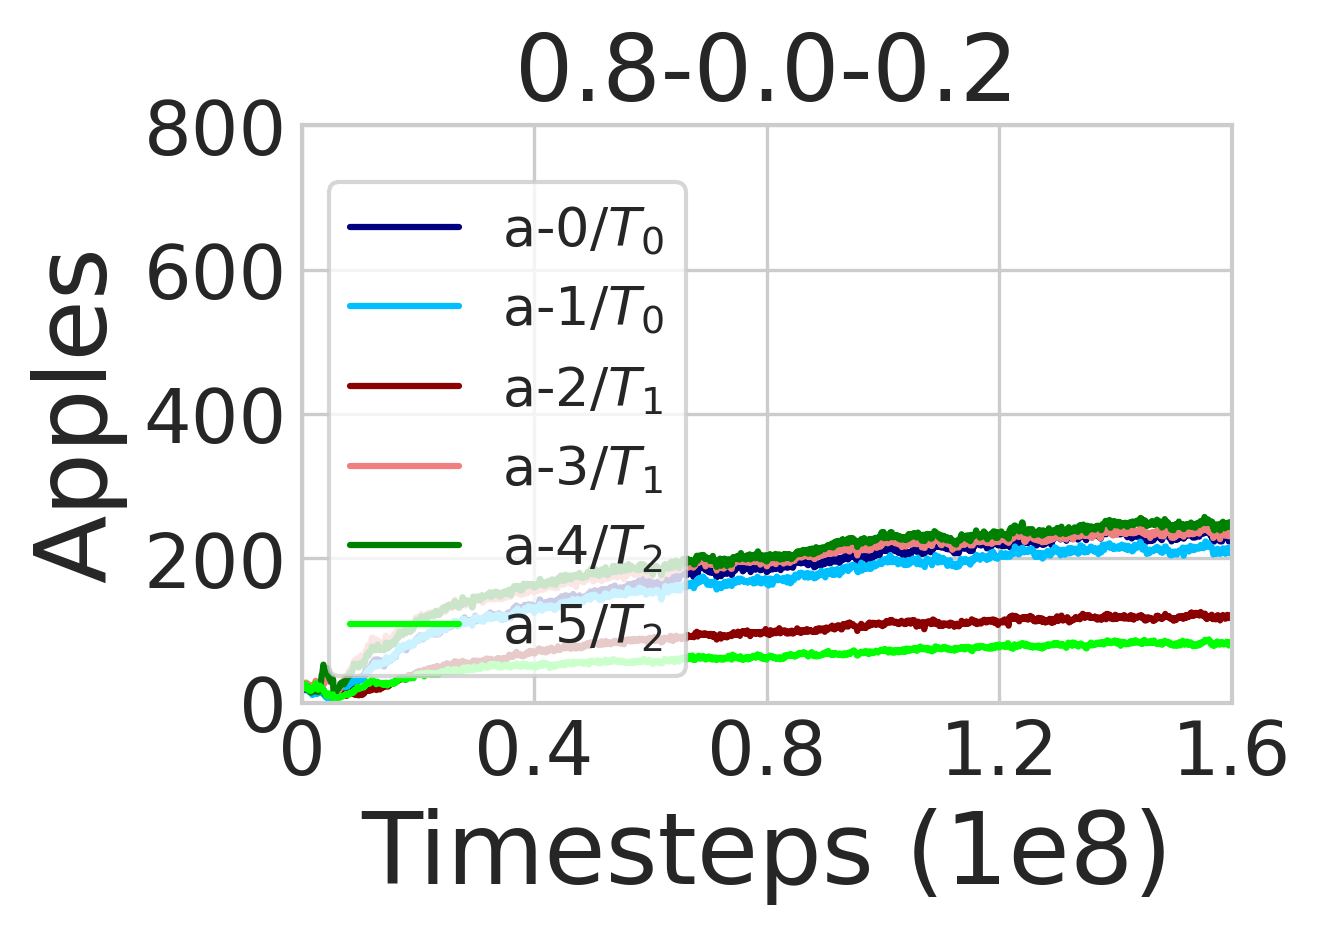 0.8-0.0-0.2
800
600
400
200
0
Apples
a-0/T₀
a-1/T₀
a-2/T₁
a-3/T₁
a-4/T₂
a-5/T₂
0 0.4 0.8 1.2 1.6
Timesteps (1e8)